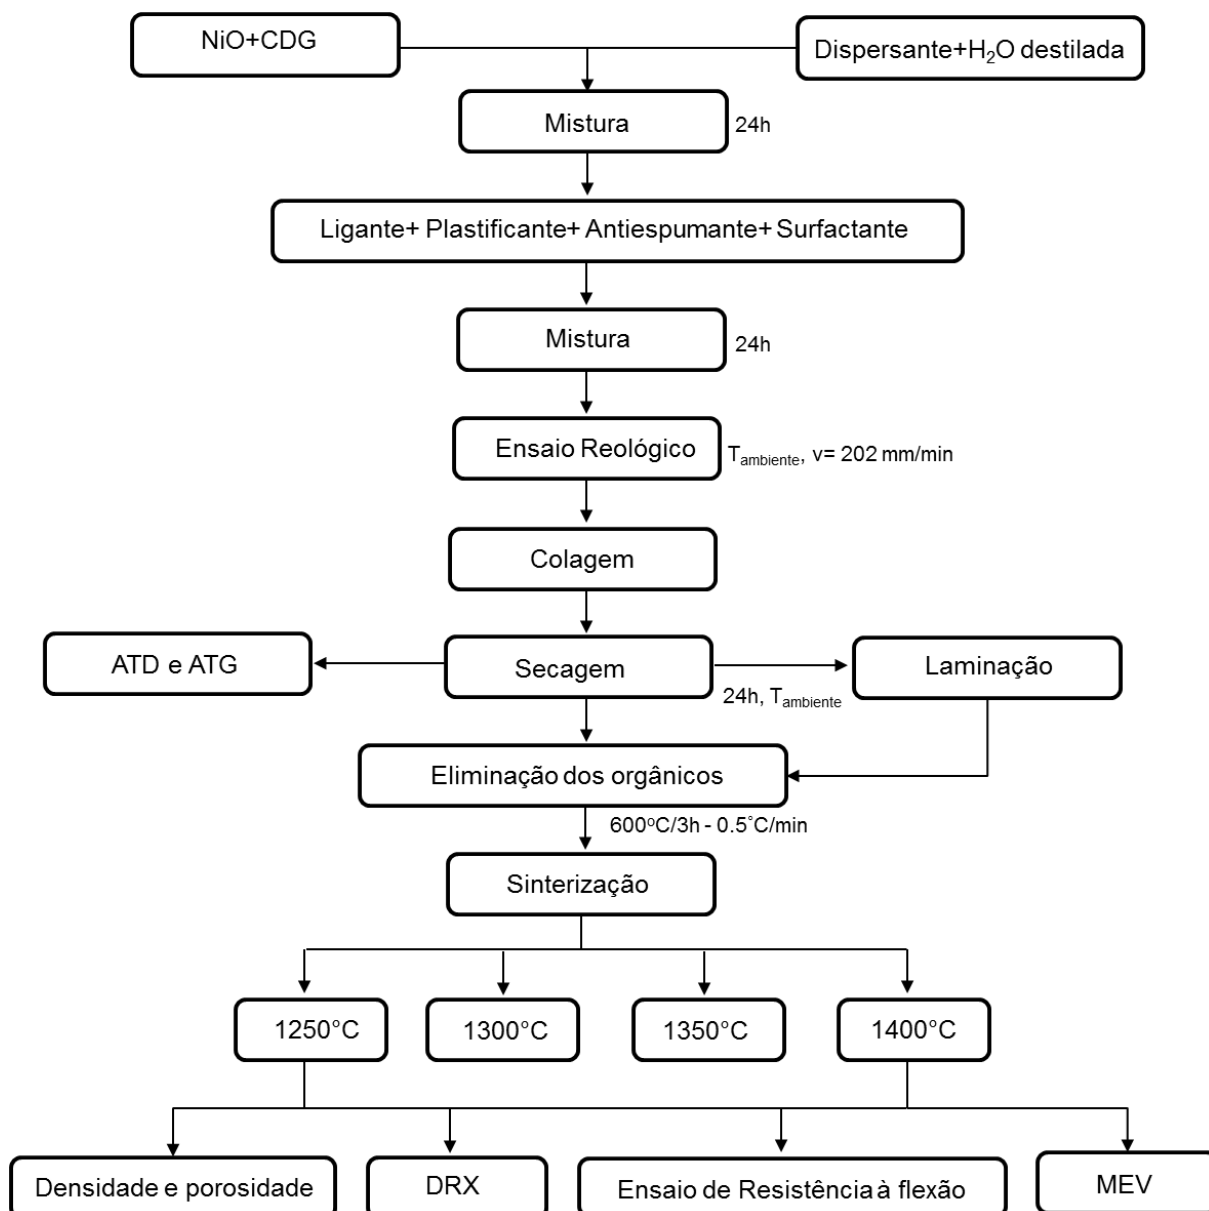 NiO+CDG
Dispersante+H₂O destilada
Mistura
24h
Ligante+ Plastificante+ Antiespumante+ Surfactante
Mistura
24h
Ensaio Reológico
Tambiente, v= 202 mm/min
Colagem
ATD e ATG
Secagem
Laminação
24h, Tambiente
Eliminação dos orgânicos
600ºC/3h - 0.5˚C/min
Sinterização
1250°C
1300°C
1350°C
1400°C
Densidade e porosidade
DRX
Ensaio de Resistência à flexão
MEV